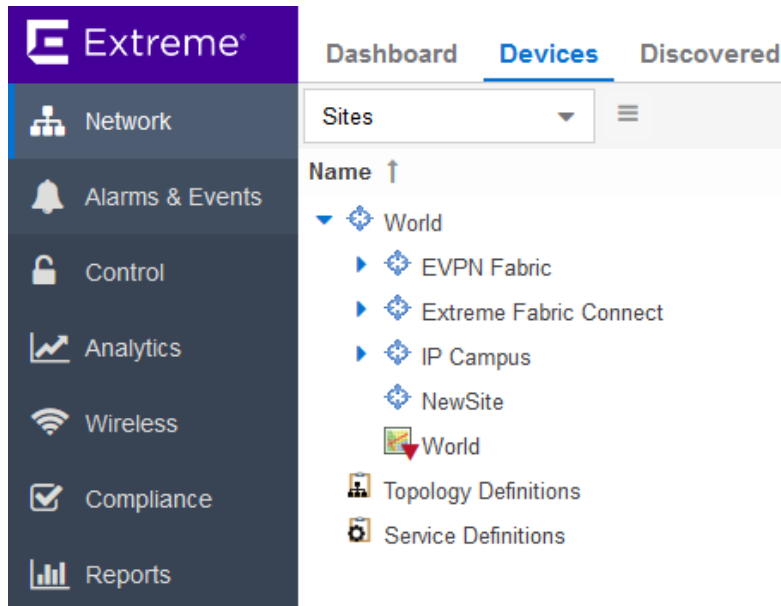 Extreme®
Dashboard Devices Discovered
Network
Alarms & Events
Control
Analytics
Wireless
Compliance
Reports
Sites
Name
World
EVPN Fabric
Extreme Fabric Connect
IP Campus
NewSite
World
Topology Definitions
Service Definitions